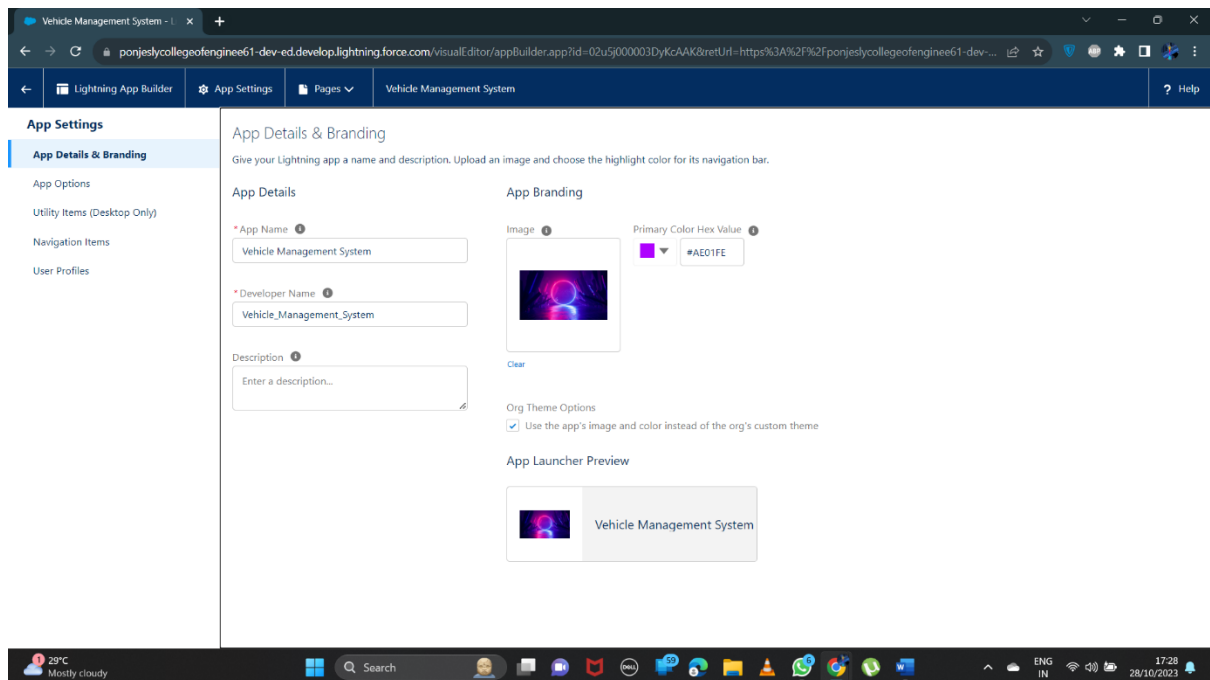 Vehicle Management System - Li
ponjeslycollegeofenginee61-dev-ed.develop.lightning.force.com/visualEditor/appBuilder.app?id=02u5j000003DyKcAAK&retUrl=https%3A%2F%2Fponjeslycollegeofenginee61-dev-...
Lightning App Builder App Settings Pages Vehicle Management System ? Help
App Settings
App Details & Branding
App Options
Utility Items (Desktop Only)
Navigation Items
User Profiles
App Details & Branding
Give your Lightning app a name and description. Upload an image and choose the highlight color for its navigation bar.
App Details
*App Name
Vehicle Management System
*Developer Name
Vehicle_Management_System
Description
Enter a description...
App Branding
Image
Clear
Primary Color Hex Value
#AE01FE
Org Theme Options
Use the app's image and color instead of the org's custom theme
App Launcher Preview
Vehicle Management System
1
29°C
Mostly cloudy
Search
DELL
59
6
W
ENG
IN
17:28
28/10/2023